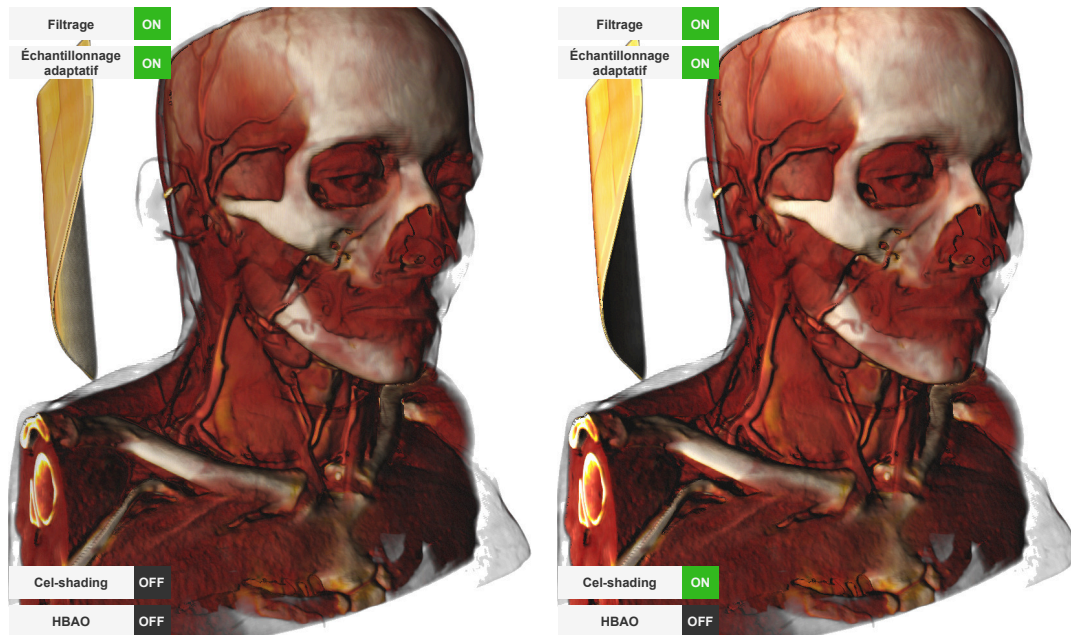 Filtrage ON
Échantillonnage
adaptatif ON
Cel-shading OFF
HBAO OFF
Filtrage ON
Échantillonnage
adaptatif ON
Cel-shading ON
HBAO OFF